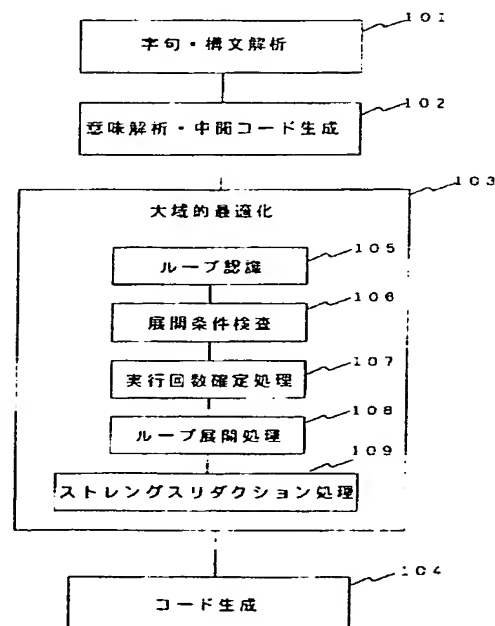 101
字句・構文解析
102
意味解析・中間コード生成
103
大域的最適化
105
ループ認識
106
展開条件検査
107
実行回数確定処理
108
ループ展開処理
109
ストレングスリダクション処理
104
コード生成